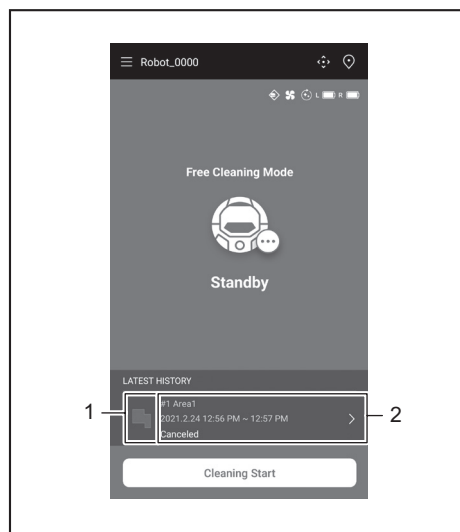 Robot_0000
L R
Free Cleaning Mode
Standby
LATEST HISTORY
#1 Area1
2021.2.24 12:56 PM ~ 12:57 PM
Canceled
1
2
Cleaning Start